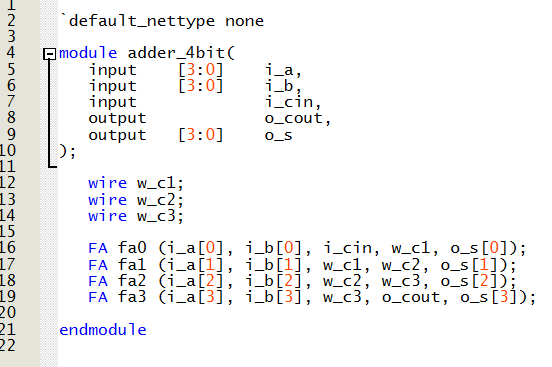 1
2 `default_nettype none
3
4 module adder_4bit(
5 input [3:0] i_a,
6 input [3:0] i_b,
7 input i_cin,
8 output o_cout,
9 output [3:0] o_s
10 );
11
12 wire w_c1;
13 wire w_c2;
14 wire w_c3;
15
16 FA fa0 (i_a[0], i_b[0], i_cin, w_c1, o_s[0]);
17 FA fa1 (i_a[1], i_b[1], w_c1, w_c2, o_s[1]);
18 FA fa2 (i_a[2], i_b[2], w_c2, w_c3, o_s[2]);
19 FA fa3 (i_a[3], i_b[3], w_c3, o_cout, o_s[3]);
20
21 endmodule
22